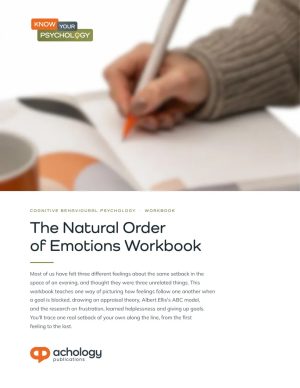 KNOW YOUR
PSYCHOLOGY
COGNITIVE BEHAVIOURAL PSYCHOLOGY WORKBOOK
The Natural Order
of Emotions Workbook
Most of us have felt three different feelings about the same setback in the
space of an evening, and thought they were three unrelated things. This
workbook teaches one way of picturing how feelings follow one another when
a goal is blocked, drawing on appraisal theory, Albert Ellis's ABC model,
and the research on frustration, learned helplessness and giving up goals.
You'll trace one real setback of your own along the line, from the first
feeling to the last.
achology
publications